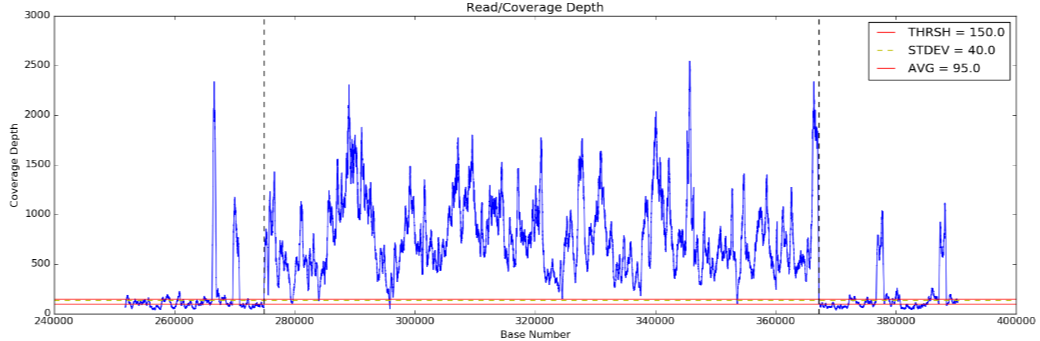 Read/Coverage Depth
3000
2500
2000
1500
1000
500
0
Coverage Depth
THRSH = 150.0
STDEV = 40.0
AVG = 95.0
240000 260000 280000 300000 320000 340000 360000 380000 400000
Base Number